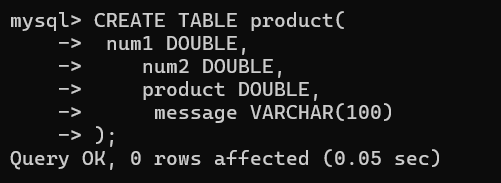 mysql> CREATE TABLE product(
    ->  num1 DOUBLE,
    ->     num2 DOUBLE,
    ->     product DOUBLE,
    ->      message VARCHAR(100)
    -> );
Query OK, 0 rows affected (0.05 sec)